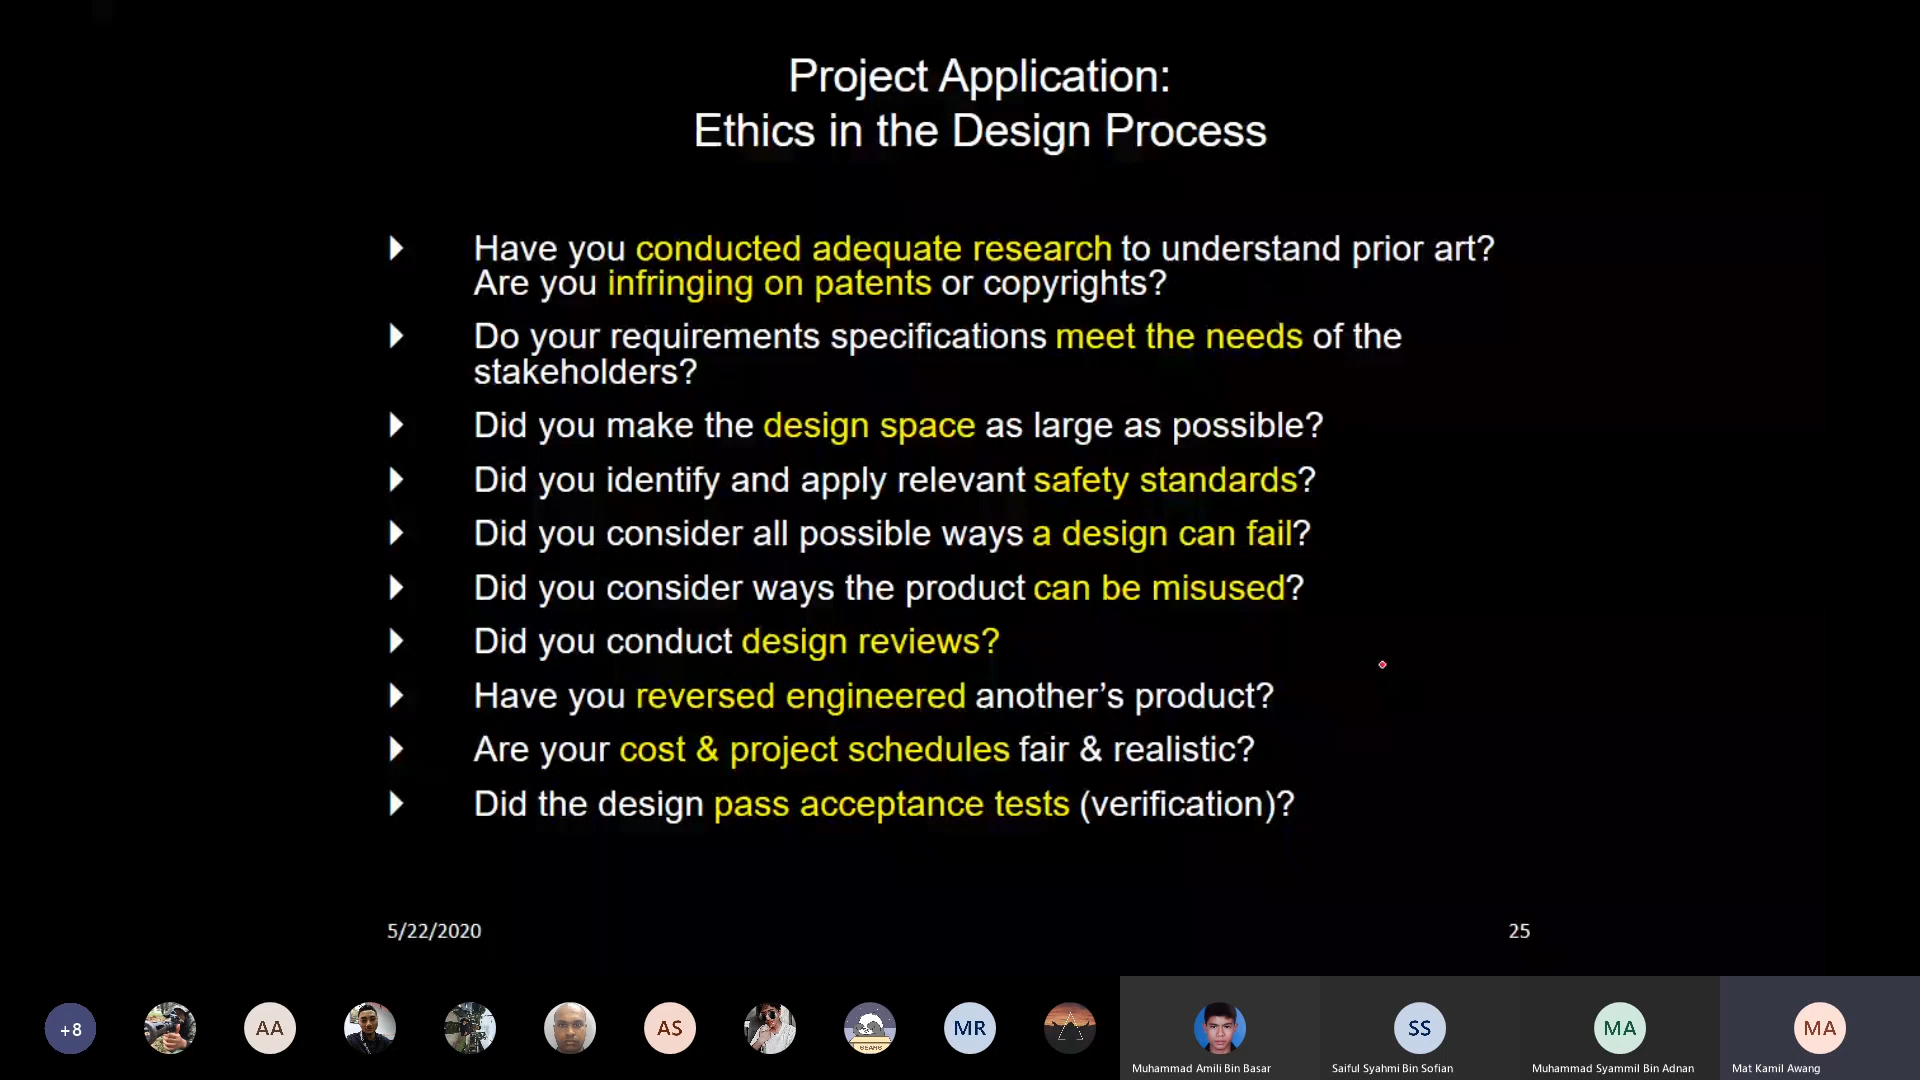 Project Application:
Ethics in the Design Process
Have you conducted adequate research to understand prior art?
Are you infringing on patents or copyrights?
Do your requirements specifications meet the needs of the
stakeholders?
Did you make the design space as large as possible?
Did you identify and apply relevant safety standards?
Did you consider all possible ways a design can fail?
Did you consider ways the product can be misused?
Did you conduct design reviews?
Have you reversed engineered another’s product?
Are your cost & project schedules fair & realistic?
Did the design pass acceptance tests (verification)?
5/22/2020
25
+8
AA
AS
BEARS
MR
SS
MA
MA
Muhammad Amili Bin Basar
Saiful Syahmi Bin Sofian
Muhammad Syammil Bin Adnan
Mat Kamil Awang